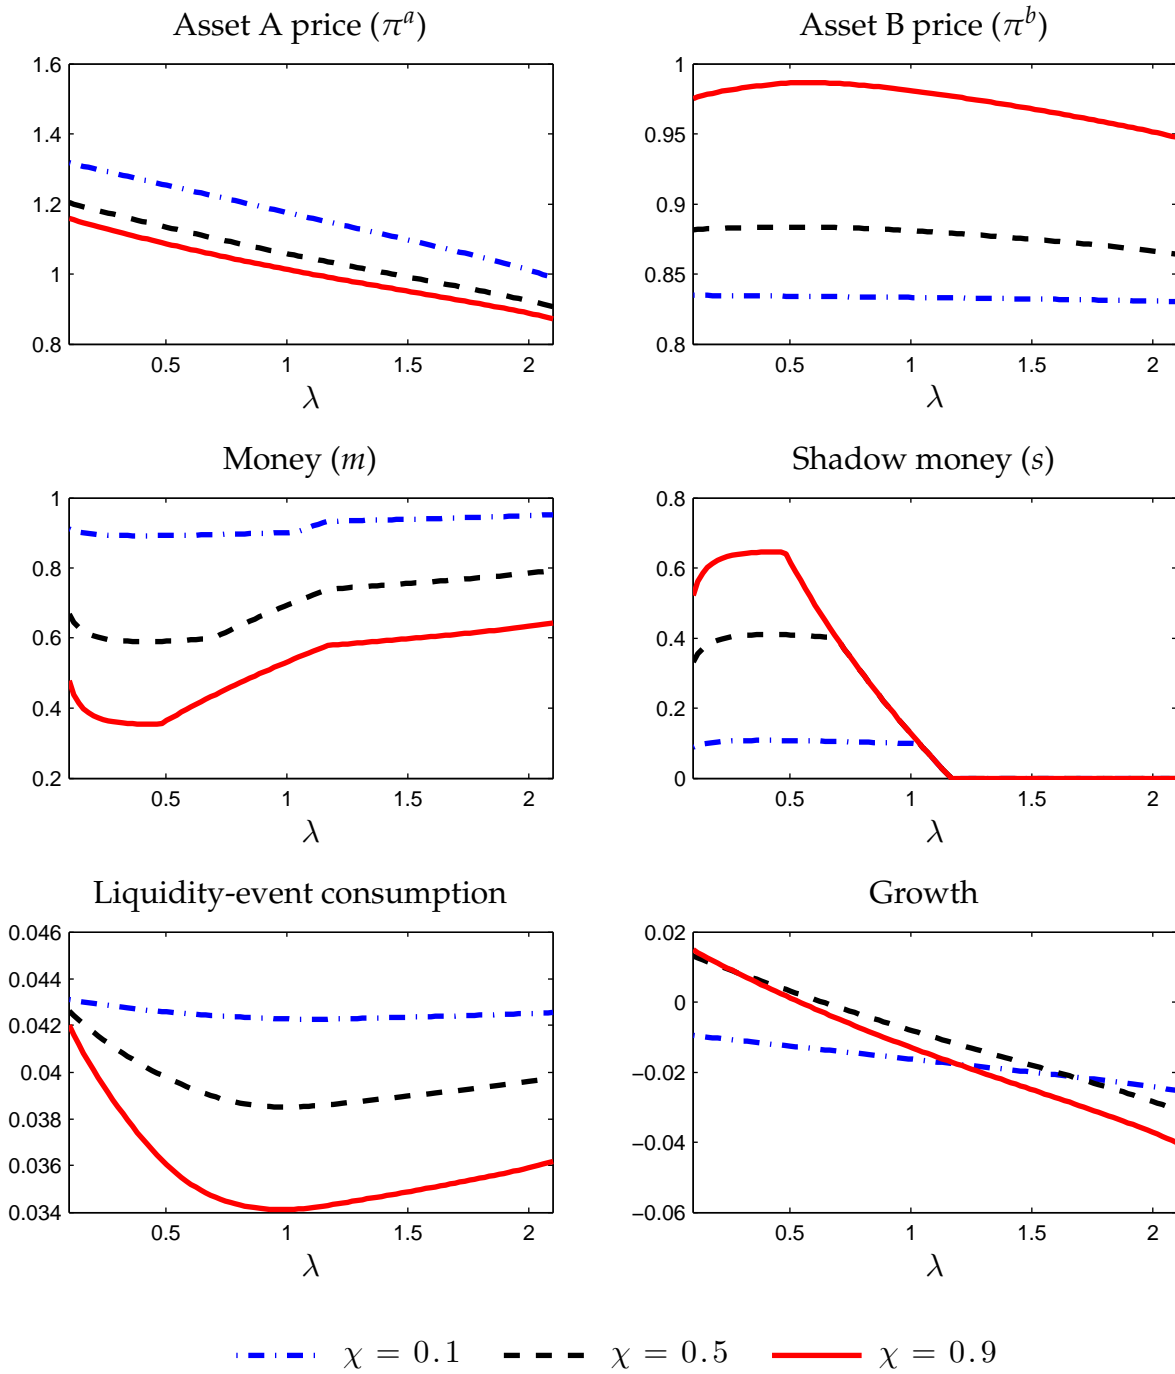 Asset A price (πᵃ)
1.6
1.4
1.2
1
0.8
0.5 1 1.5 2
λ
Asset B price (πᵇ)
1
0.95
0.9
0.85
0.8
0.5 1 1.5 2
λ
Money (m)
1
0.8
0.6
0.4
0.2
0.5 1 1.5 2
λ
Shadow money (s)
0.8
0.6
0.4
0.2
0
0.5 1 1.5 2
λ
Liquidity-event consumption
0.046
0.044
0.042
0.04
0.038
0.036
0.034
0.5 1 1.5 2
λ
Growth
0.02
0
−0.02
−0.04
−0.06
0.5 1 1.5 2
λ
χ = 0.1 χ = 0.5 χ = 0.9